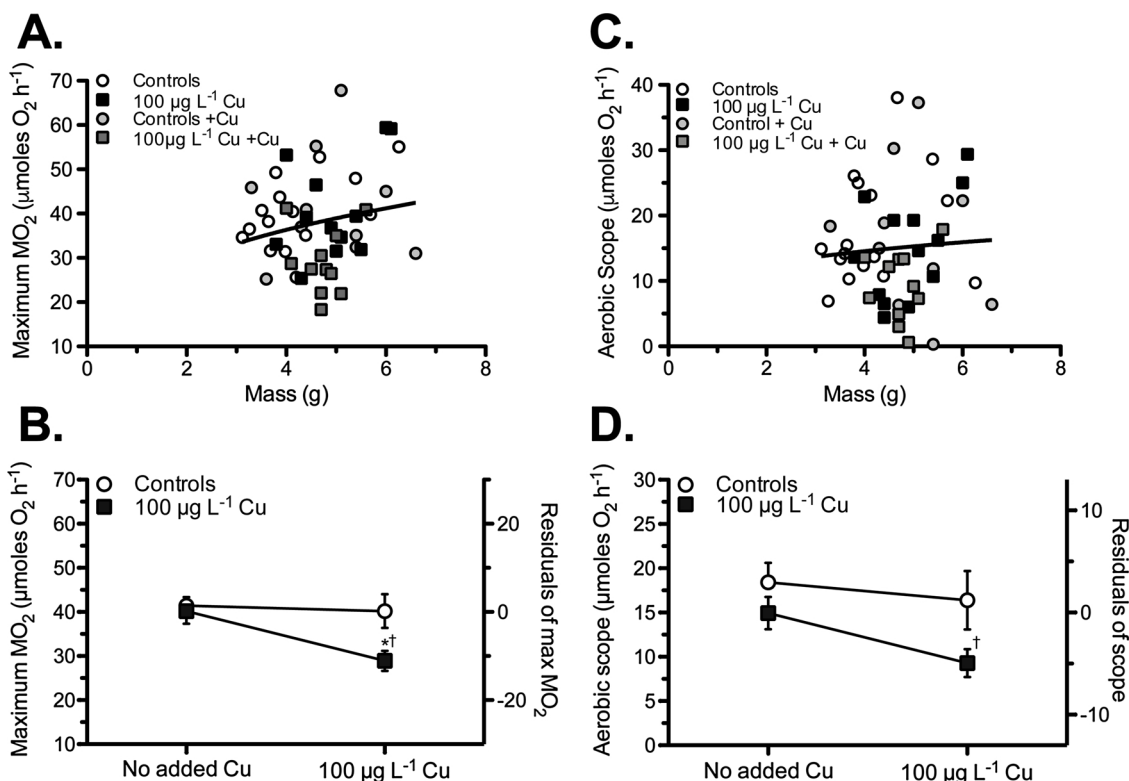 A.
Maximum MO2 (µmoles O2 h-1)
70
60
50
40
30
20
10
Controls
100 µg L-1 Cu
Controls +Cu
100µg L-1 Cu +Cu
0
2
4
6
8
Mass (g)
C.
Aerobic Scope (µmoles O2 h-1)
40
30
20
10
0
Controls
100 µg L-1 Cu
Control + Cu
100 µg L-1 Cu + Cu
0
2
4
6
8
Mass (g)
B.
Maximum MO2 (µmoles O2 h-1)
70
60
50
40
30
20
10
Controls
100 µg L-1 Cu
*†
20
0
-20
Residuals of max MO2
No added Cu
100 µg L-1 Cu
D.
Aerobic scope (µmoles O2 h-1)
30
25
20
15
10
5
0
Controls
100 µg L-1 Cu
†
10
0
-10
Residuals of scope
No added Cu
100 µg L-1 Cu